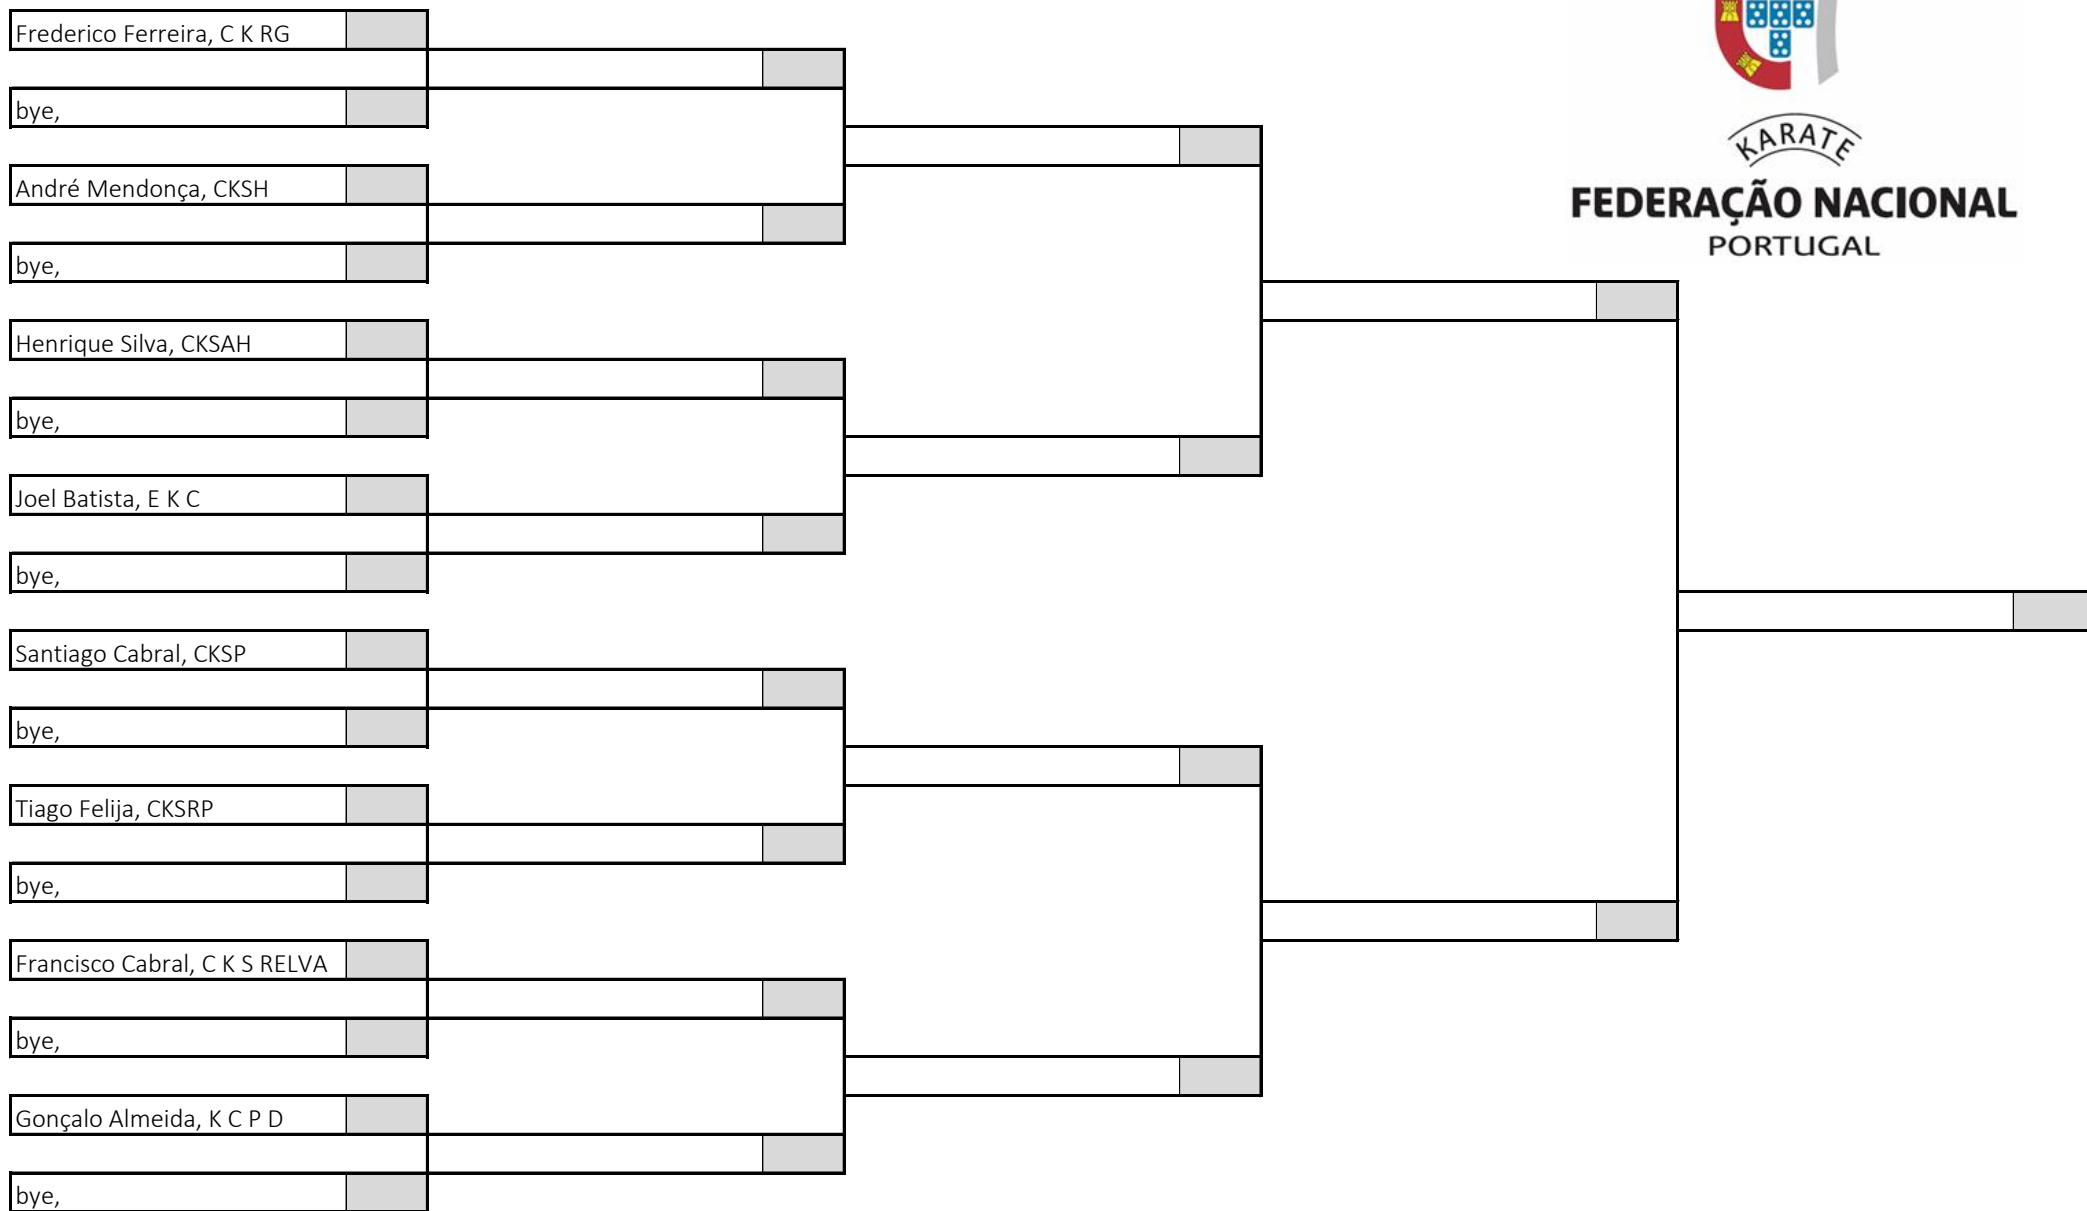 Frederico Ferreira, C K RG
bye,
André Mendonça, CKSH
bye,
Henrique Silva, CKSAH
bye,
Joel Batista, E K C
bye,
Santiago Cabral, CKSP
bye,
Tiago Felija, CKSRP
bye,
Francisco Cabral, C K S RELVA
bye,
Gonçalo Almeida, K C P D
bye,
KARATE
FEDERAÇÃO NACIONAL
PORTUGAL